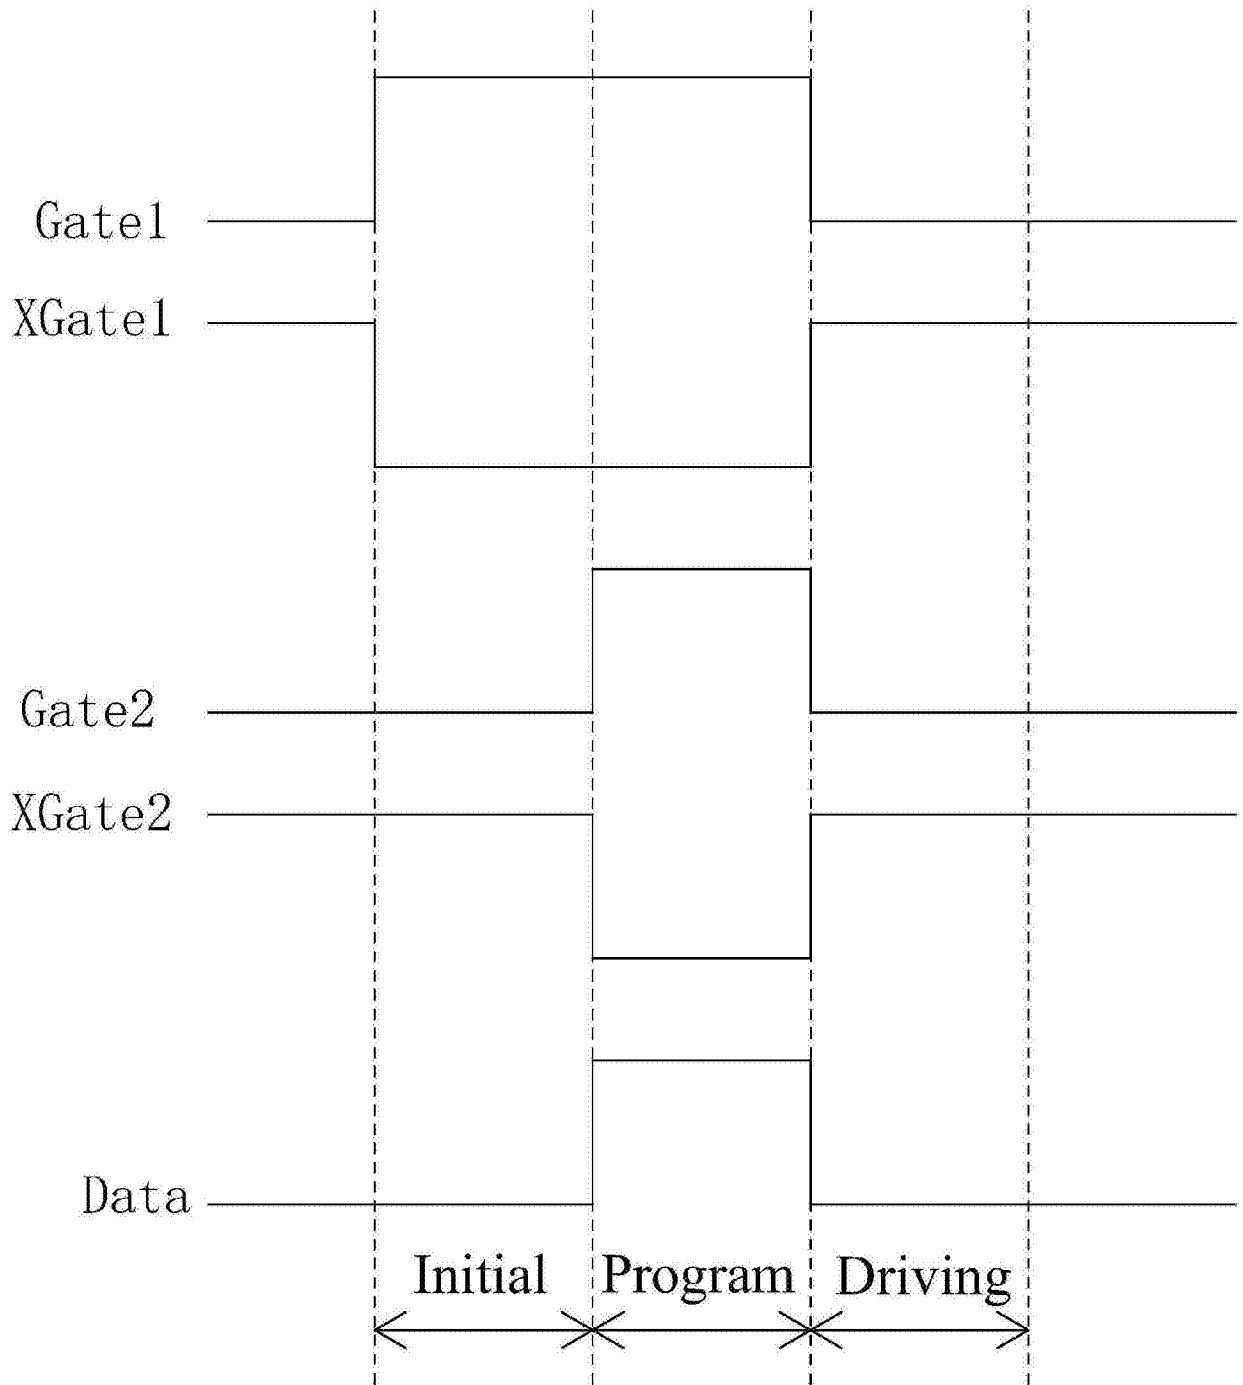 Gate1
XGate1
Gate2
XGate2
Data
Initial Program Driving